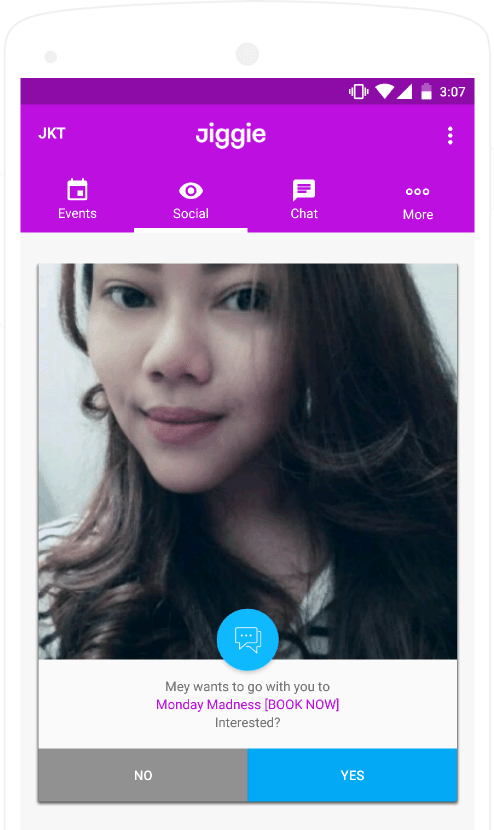 3:07
JKT
Jiggie
Events
Social
Chat
More
Mey wants to go with you to
Monday Madness [BOOK NOW]
Interested?
NO
YES